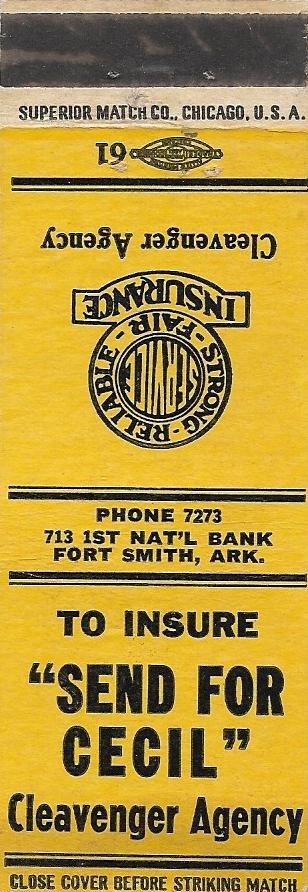 SUPERIOR MATCH CO., CHICAGO, U.S.A.
61
Cleavenger Agency
INSURANCE
STRONG - RELIABLE - FAIR
SERVICE
PHONE 7273
713 1ST NAT'L BANK
FORT SMITH, ARK.
TO INSURE
"SEND FOR
CECIL"
Cleavenger Agency
CLOSE COVER BEFORE STRIKING MATCH